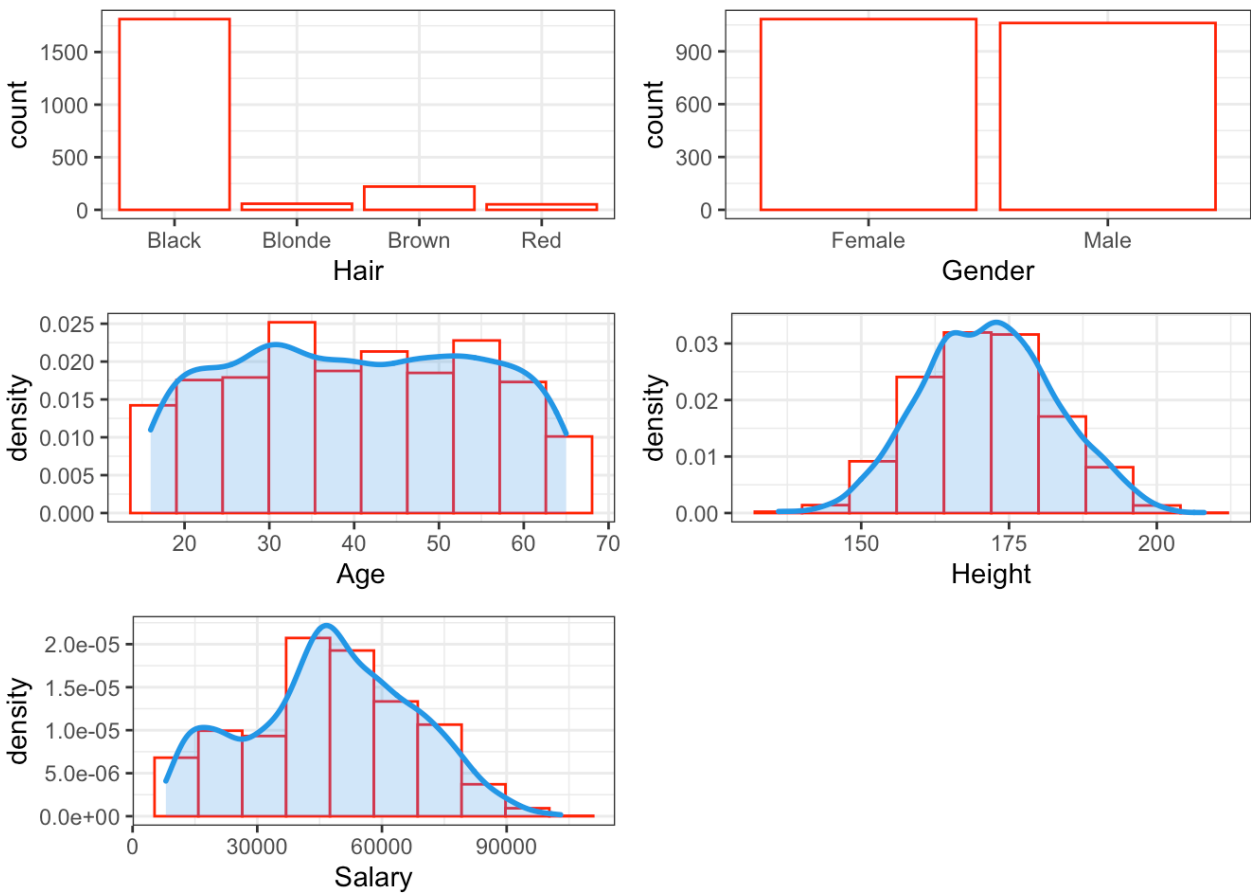 count
1500
1000
500
0
Black Blonde Brown Red
Hair
count
900
600
300
0
Female Male
Gender
density
0.025
0.020
0.015
0.010
0.005
0.000
20 30 40 50 60 70
Age
density
0.03
0.02
0.01
0.00
150 175 200
Height
density
2.0e-05
1.5e-05
1.0e-05
5.0e-06
0.0e+00
0 30000 60000 90000
Salary